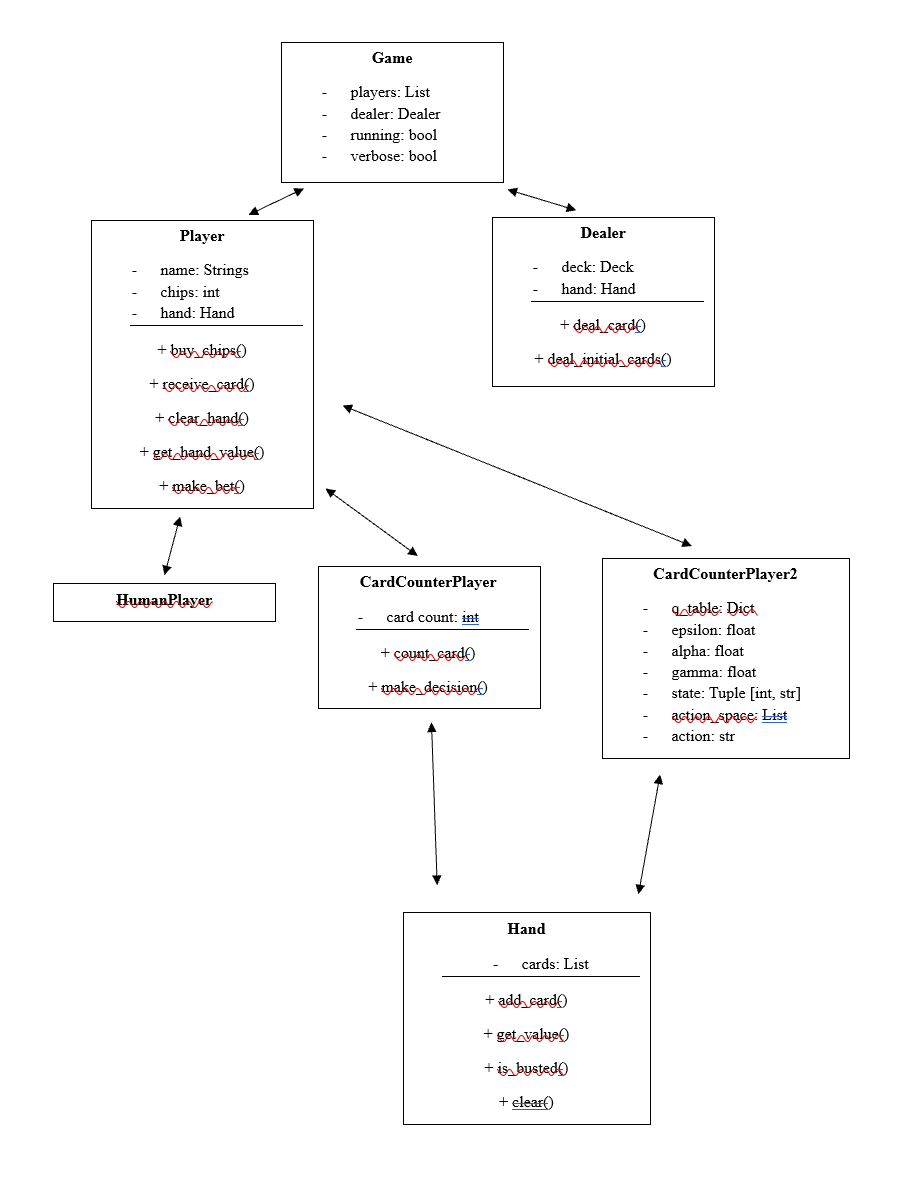 Game
- players: List
- dealer: Dealer
- running: bool
- verbose: bool
Player
- name: Strings
- chips: int
- hand: Hand
+ buy_chips()
+ receive_card()
+ clear_hand()
+ get_hand_value()
+ make_bet()
Dealer
- deck: Deck
- hand: Hand
+ deal_card()
+ deal_initial_cards()
HumanPlayer
CardCounterPlayer
- card count: int
+ count_card()
+ make_decision()
CardCounterPlayer2
- q_table: Dict
- epsilon: float
- alpha: float
- gamma: float
- state: Tuple [int, str]
- action_space: List
- action: str
Hand
- cards: List
+ add_card()
+ get_value()
+ is_busted()
+ clear()